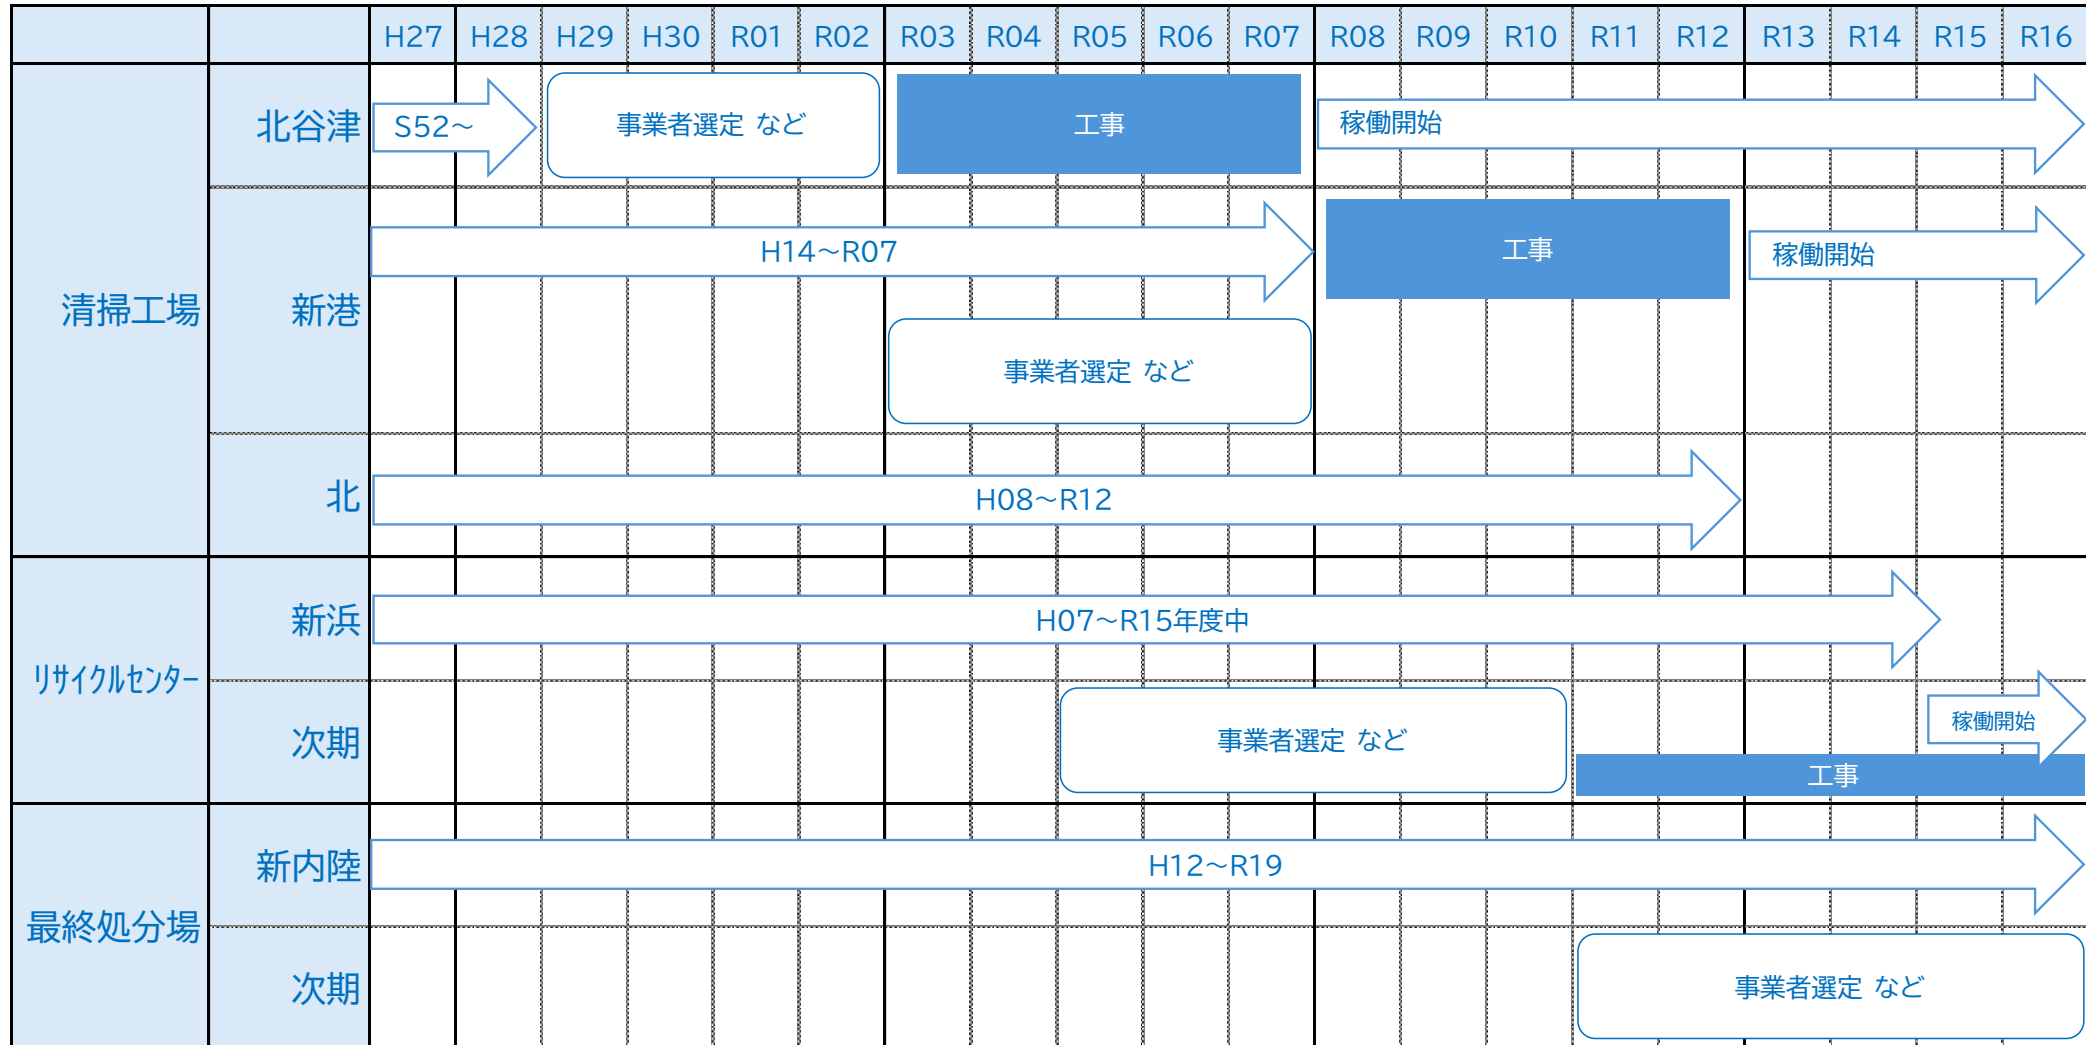 H27 H28 H29 H30 R01 R02 R03 R04 R05 R06 R07 R08 R09 R10 R11 R12 R13 R14 R15 R16
清掃工場
北谷津
S52～
事業者選定 など
工事
稼働開始
新港
H14～R07
工事
稼働開始
事業者選定 など
北
H08～R12
リサイクルセンター
新浜
H07～R15年度中
次期
事業者選定 など
稼働開始
工事
最終処分場
新内陸
H12～R19
次期
事業者選定 など